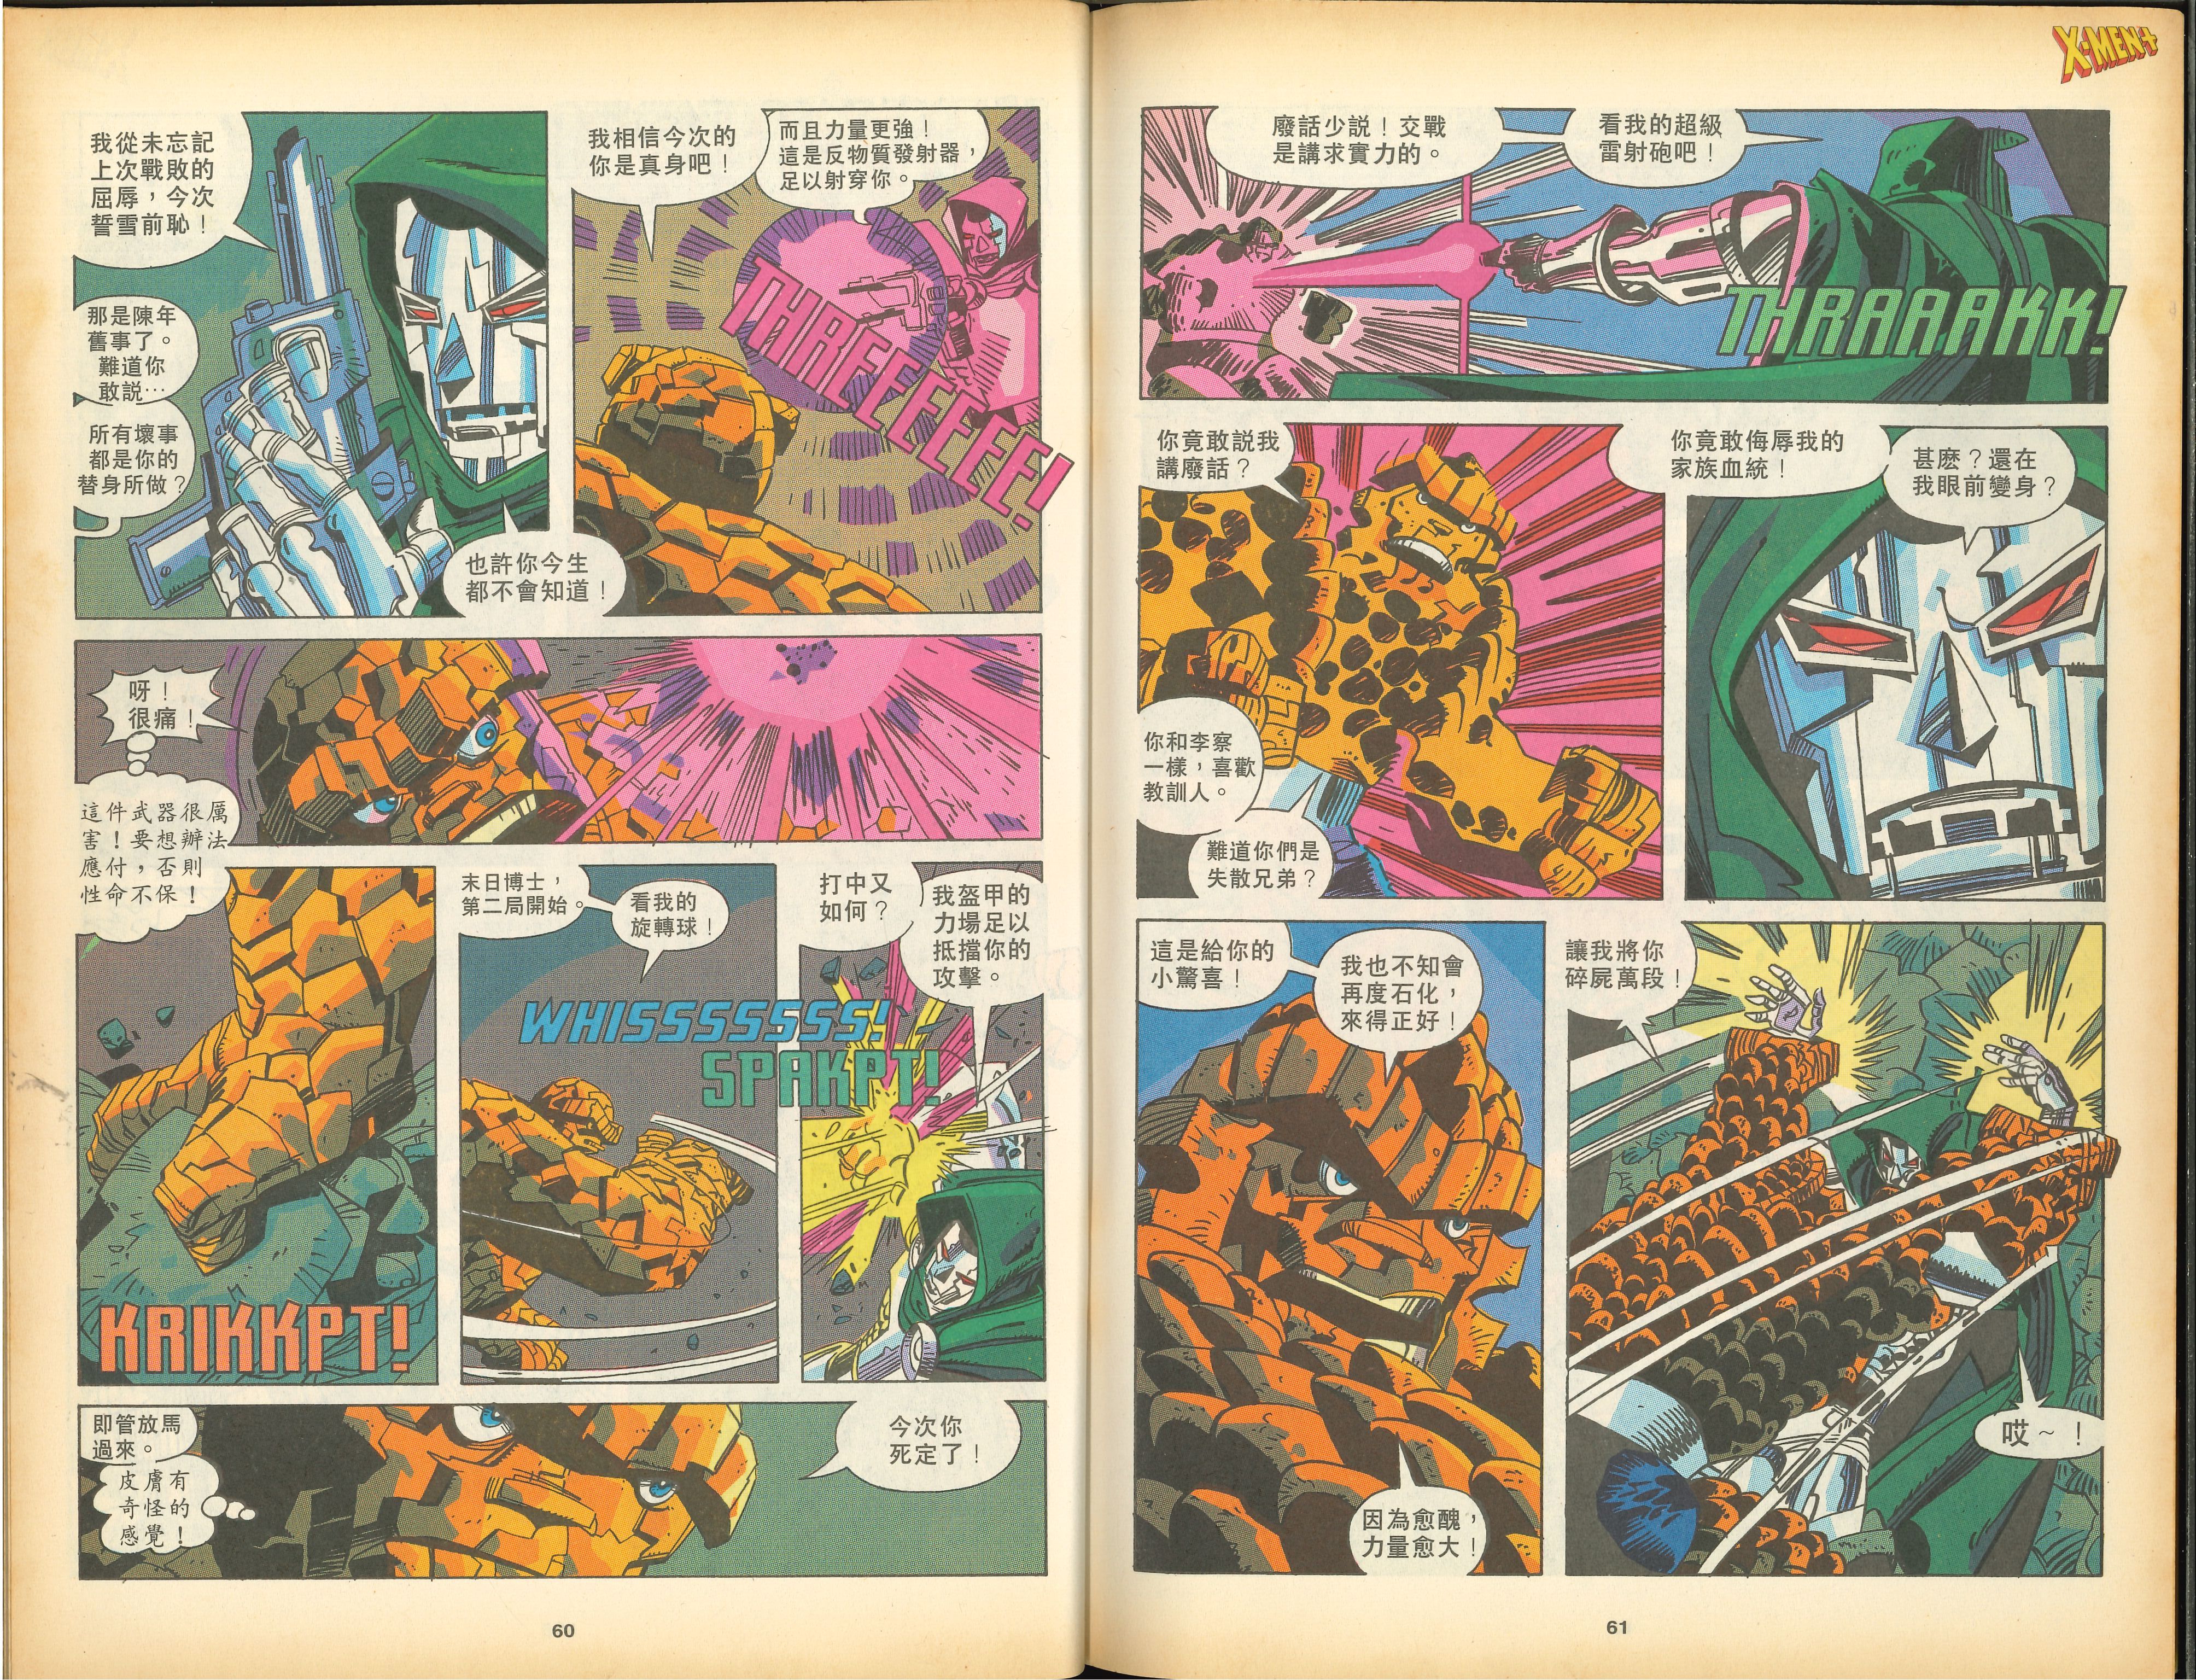 X-MEN+
我從未忘記
上次戰敗的
屈辱，今次
誓雪前恥！
那是陳年
舊事了。
難道你
敢説…
所有壞事
都是你的
替身所做？
也許你今生
都不會知道！
我相信今次的
你是真身吧！
而且力量更強！
這是反物質發射器，
足以射穿你。
THREEEEEE!
呀！
很痛！
這件武器很厲
害！要想辦法
應付，否則
性命不保！
KRIKKPT!
末日博士，
第二局開始。
看我的
旋轉球！
WHISSSSSSS!
SPAKPT!
打中又
如何？
我盔甲的
力場足以
抵擋你的
攻擊。
即管放馬
過來。
皮膚有
奇怪的
感覺！
今次你
死定了！
60
廢話少説！交戰
是講求實力的。
看我的超級
雷射砲吧！
THRAAAAKK!
你竟敢説我
講廢話？
你和李察
一樣，喜歡
教訓人。
難道你們是
失散兄弟？
你竟敢侮辱我的
家族血統！
甚麽？還在
我眼前變身？
這是給你的
小驚喜！
我也不知會
再度石化，
來得正好！
因為愈醜，
力量愈大！
讓我將你
碎屍萬段！
哎～！
61